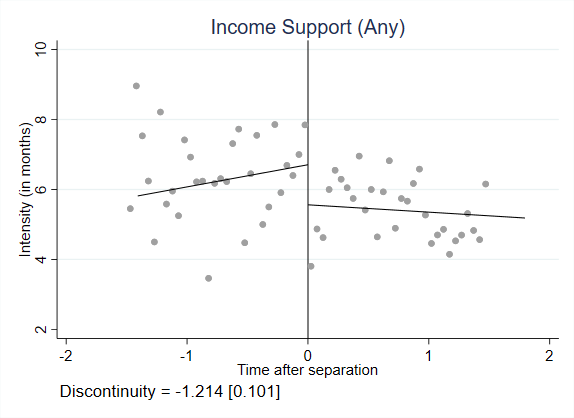 Income Support (Any)
Intensity (in months)
10
8
6
4
2
-2 -1 0 1 2
Time after separation
Discontinuity = -1.214 [0.101]